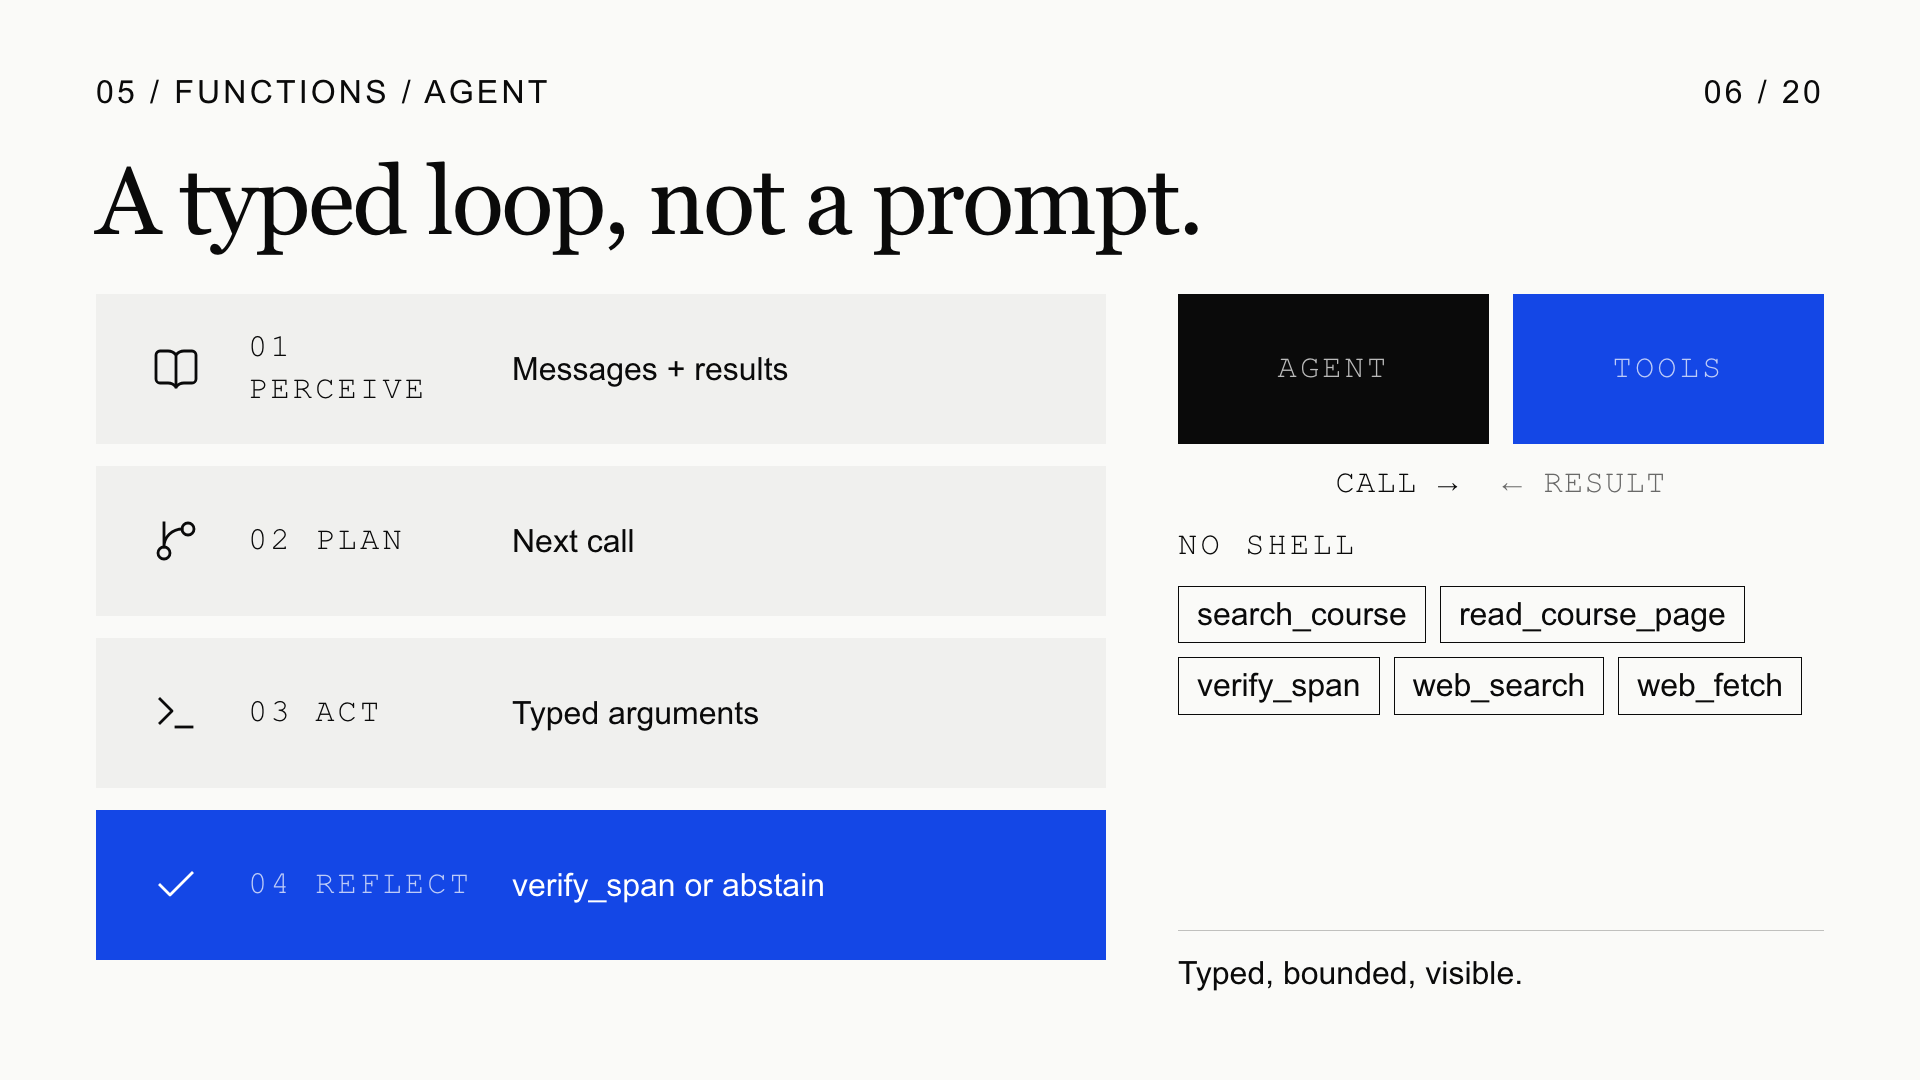 05 / FUNCTIONS / AGENT
06 / 20
A typed loop, not a prompt.
01
PERCEIVE
Messages + results
02 PLAN
Next call
03 ACT
Typed arguments
04 REFLECT
verify_span or abstain
AGENT
TOOLS
CALL → ← RESULT
NO SHELL
search_course
read_course_page
verify_span
web_search
web_fetch
Typed, bounded, visible.